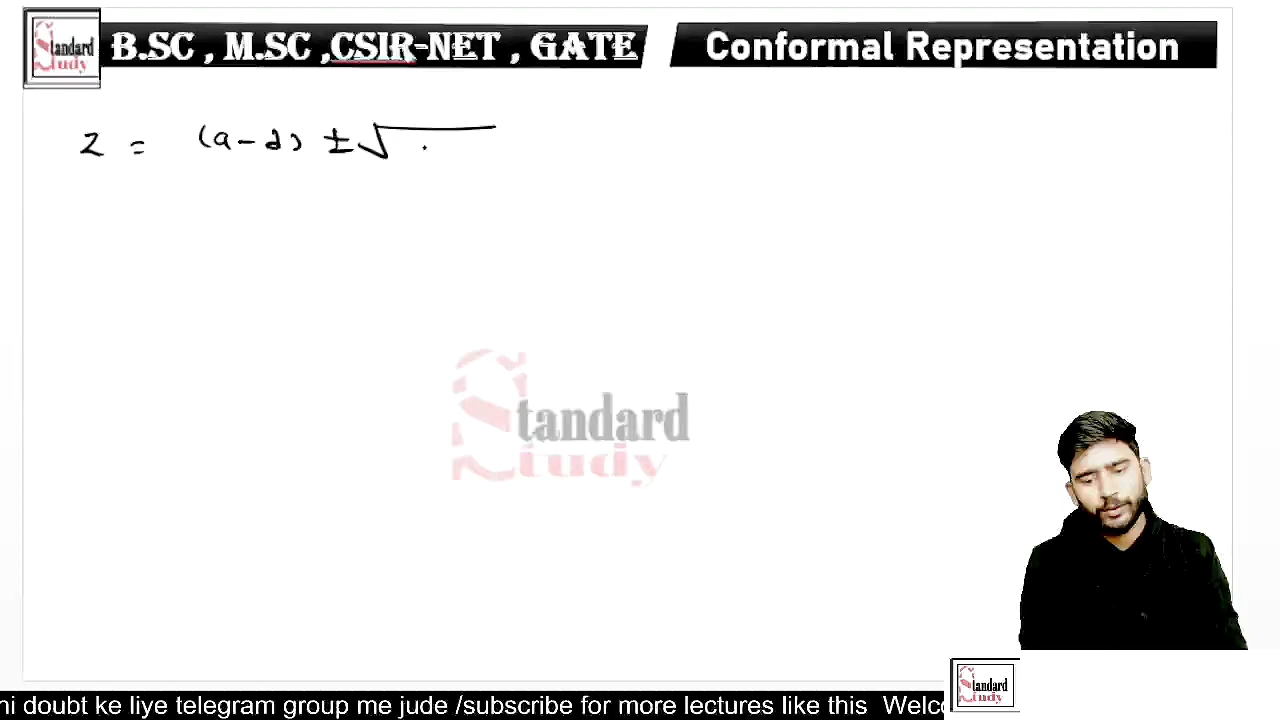 Standard Study
B.SC , M.SC ,CSIR-NET , GATE
Conformal Representation
z = (a-d) ± √ .
Standard
Study
hi doubt ke liye telegram group me jude /subscribe for more lectures like this Welco
Standard
Study